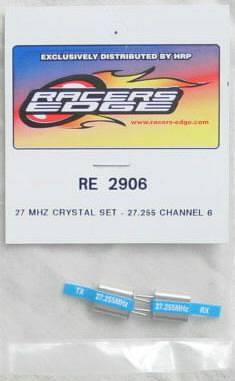 EXCLUSIVELY DISTRIBUTED BY HRP
RACERS
EDGE
www.racers-edge.com
RE 2906
27 MHZ CRYSTAL SET - 27.255 CHANNEL 6
TX 27.255MHz 27.255MHz RX